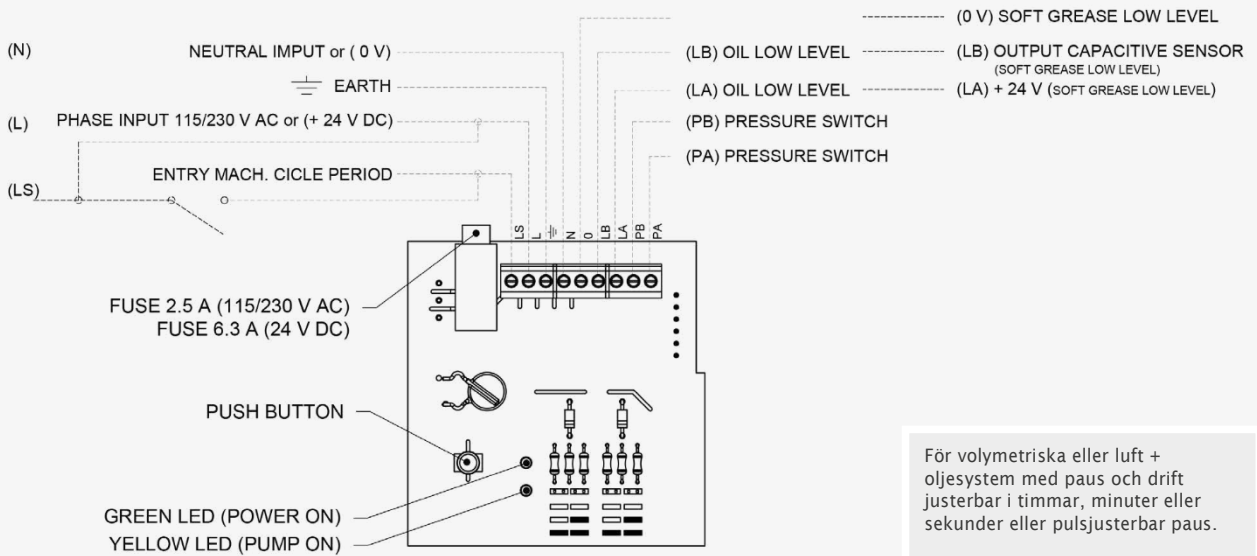 (0 V) SOFT GREASE LOW LEVEL
(N)
NEUTRAL IMPUT or ( 0 V)
(LB) OIL LOW LEVEL
(LB) OUTPUT CAPACITIVE SENSOR
(SOFT GREASE LOW LEVEL)
EARTH
(LA) OIL LOW LEVEL
(LA) + 24 V (SOFT GREASE LOW LEVEL)
(L)
PHASE INPUT 115/230 V AC or (+ 24 V DC)
(PB) PRESSURE SWITCH
(PA) PRESSURE SWITCH
ENTRY MACH. CICLE PERIOD
(LS)
LS
L
N
0
LB
LA
PB
PA
FUSE 2.5 A (115/230 V AC)
FUSE 6.3 A (24 V DC)
PUSH BUTTON
GREEN LED (POWER ON)
YELLOW LED (PUMP ON)
För volymetriska eller luft +
oljesystem med paus och drift
justerbar i timmar, minuter eller
sekunder eller pulsjusterbar paus.